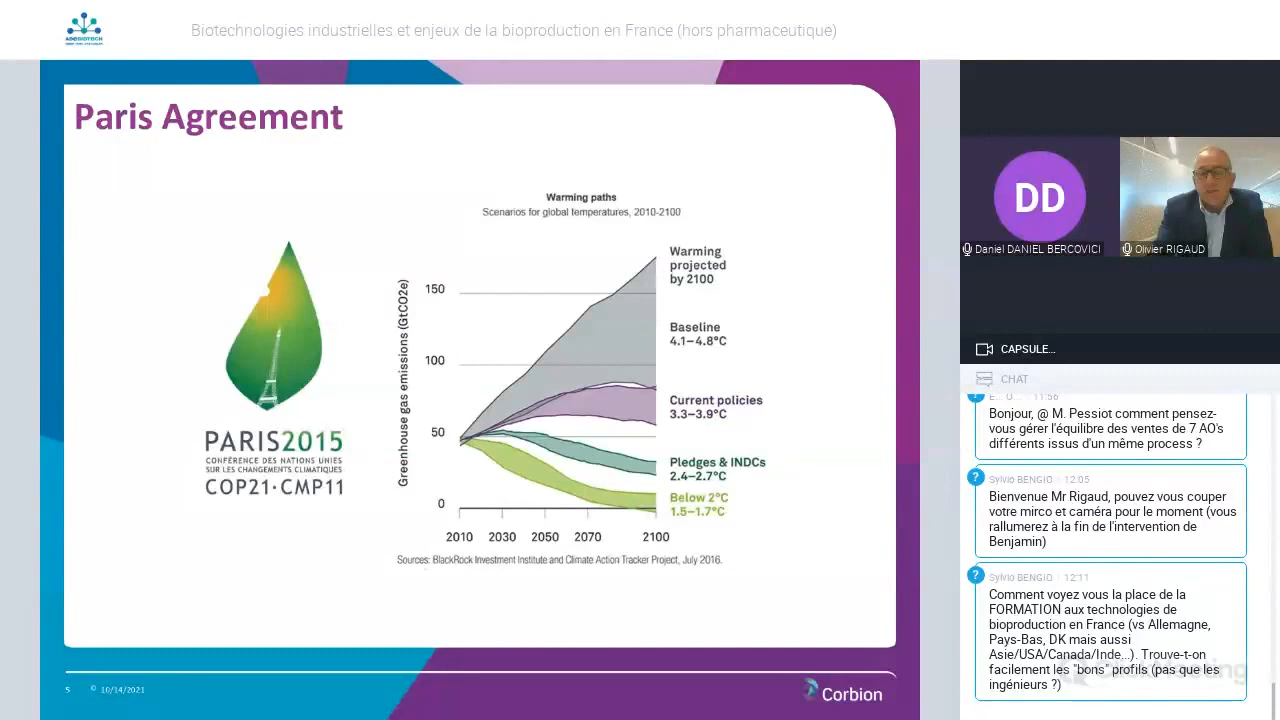 ADEBIOTECH
Biotechnologies industrielles et enjeux de la bioproduction en France (hors pharmaceutique)
Paris Agreement
PARIS2015
CONFÉRENCE DES NATIONS UNIES
SUR LES CHANGEMENTS CLIMATIQUES
COP21·CMP11
Warming paths
Scenarios for global temperatures, 2010-2100
Greenhouse gas emissions (GtCO2e)
150
100
50
0
2010 2030 2050 2070 2100
Warming
projected
by 2100
Baseline
4.1–4.8°C
Current policies
3.3–3.9°C
Pledges & INDCs
2.4–2.7°C
Below 2°C
1.5–1.7°C
Sources: BlackRock Investment Institute and Climate Action Tracker Project, July 2016.
5 © 10/14/2021
Corbion
DD
Daniel DANIEL BERCOVICI
Olivier RIGAUD
CAPSULE...
CHAT
11:56
Bonjour, @ M. Pessiot comment pensez-
vous gérer l'équilibre des ventes de 7 AO's
différents issus d'un même process ?
? Sylvio BENGIO 12:05
Bienvenue Mr Rigaud, pouvez vous couper
votre mirco et caméra pour le moment (vous
rallumerez à la fin de l'intervention de
Benjamin)
? Sylvio BENGIO 12:11
Comment voyez vous la place de la
FORMATION aux technologies de
bioproduction en France (vs Allemagne,
Pays-Bas, DK mais aussi
Asie/USA/Canada/Inde...). Trouve-t-on
facilement les "bons" profils (pas que les
ingénieurs ?)